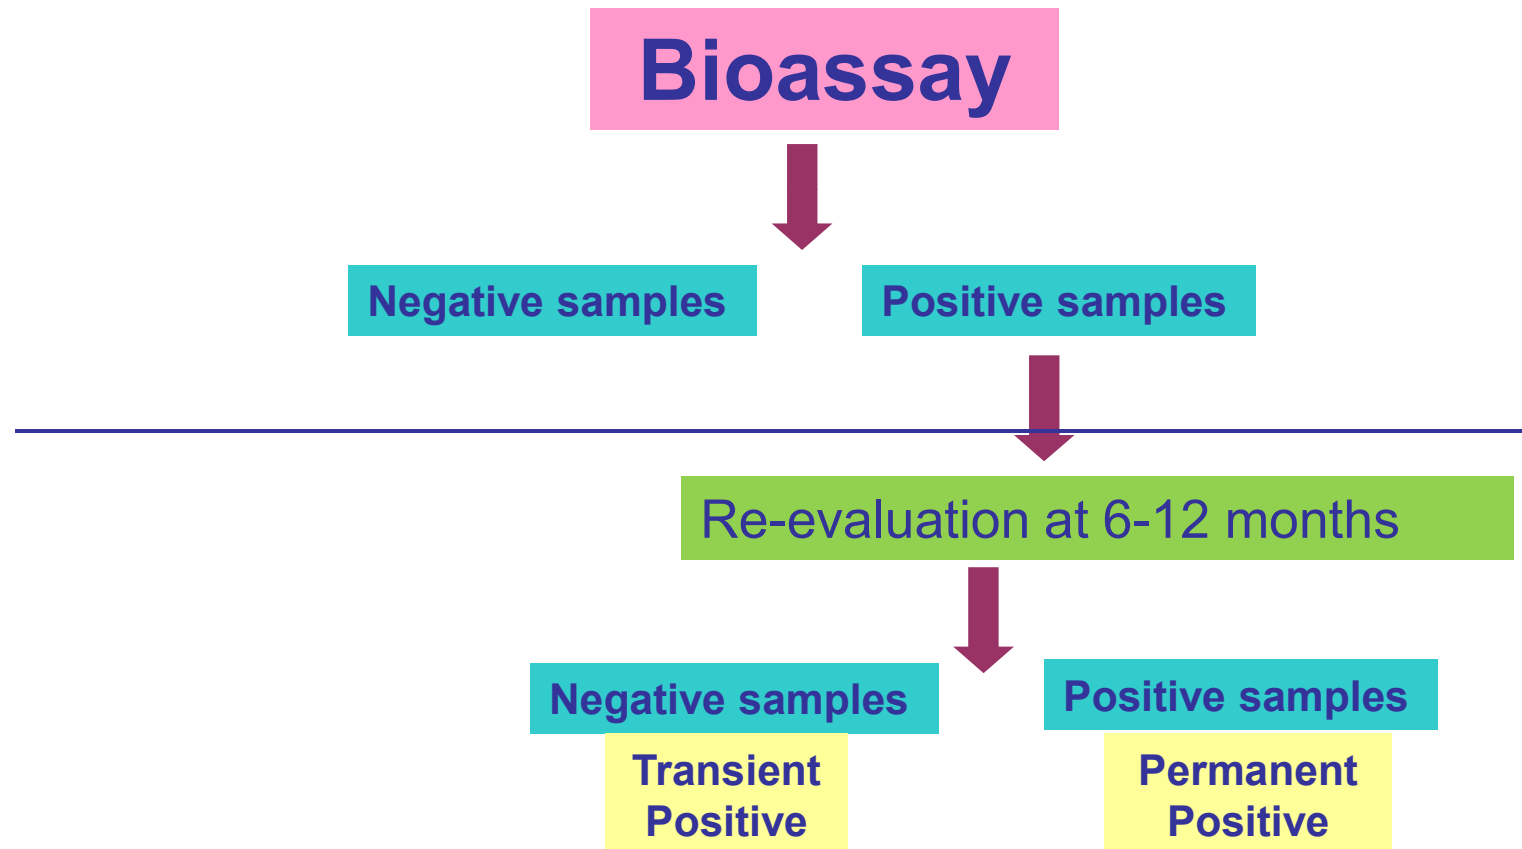 Bioassay
Negative samples
Positive samples
Re-evaluation at 6-12 months
Negative samples
Positive samples
Transient
Positive
Permanent
Positive